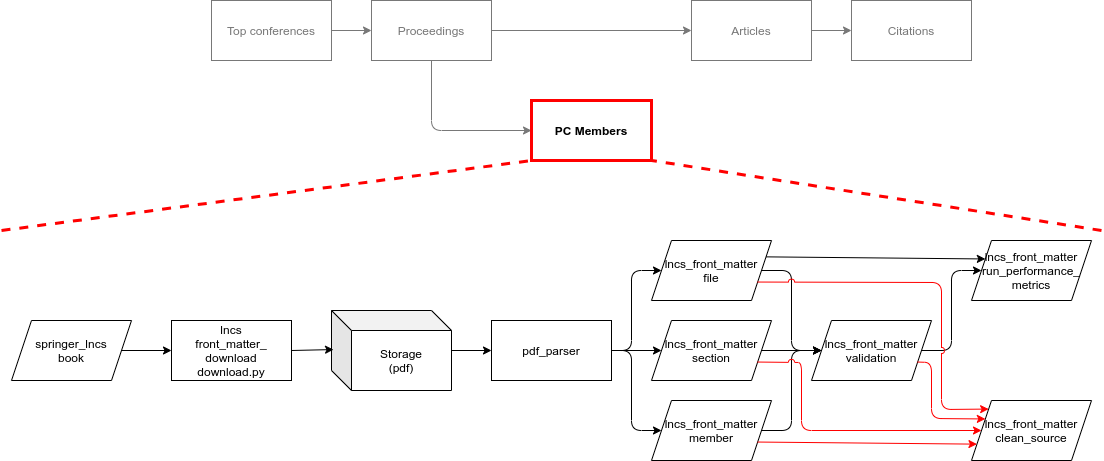 Top conferences
Proceedings
Articles
Citations
PC Members
lncs_front_matter
file
lncs_front_matter
run_performance_
metrics
springer_lncs
book
lncs
front_matter_
download
download.py
Storage
(pdf)
pdf_parser
lncs_front_matter
section
lncs_front_matter
validation
lncs_front_matter
member
lncs_front_matter
clean_source